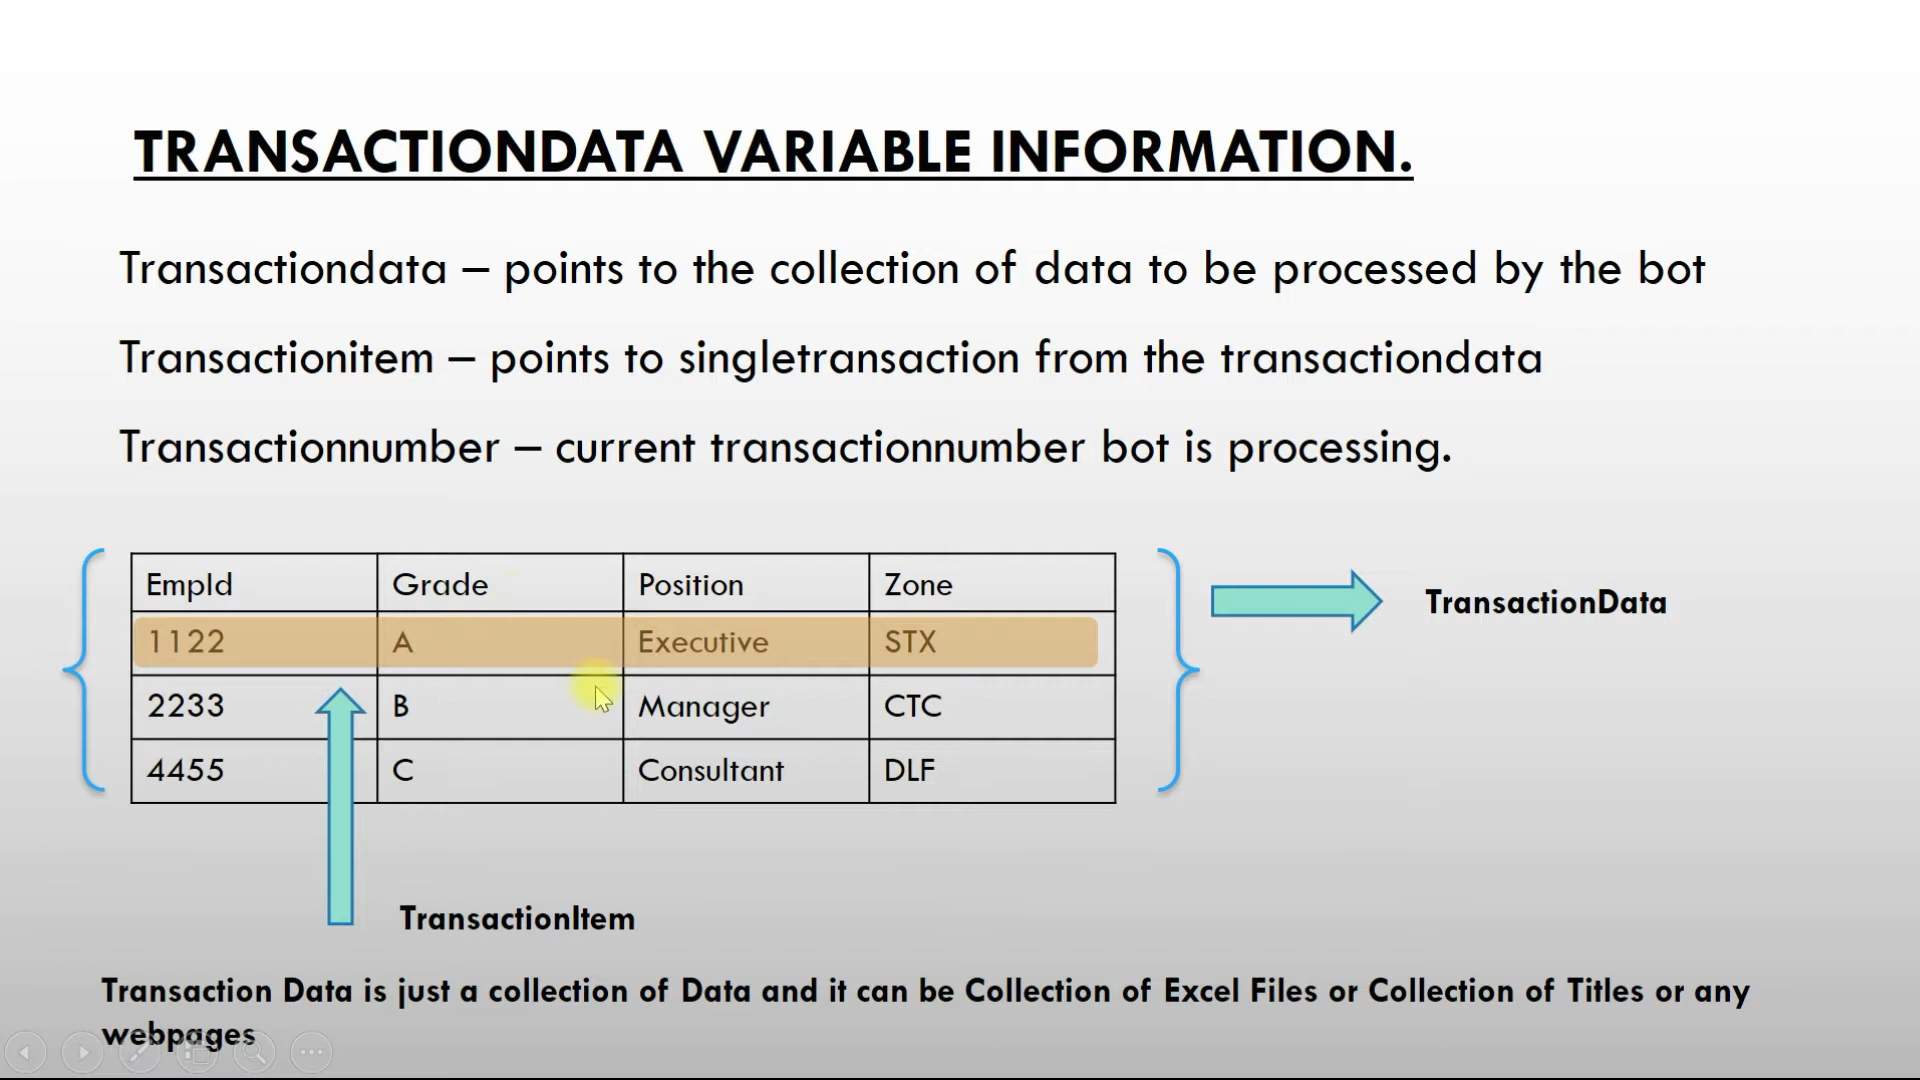 TRANSACTIONDATA VARIABLE INFORMATION.
Transactiondata – points to the collection of data to be processed by the bot
Transactionitem – points to singletransaction from the transactiondata
Transactionnumber – current transactionnumber bot is processing.
EmpId Grade Position Zone
1122 A Executive STX
2233 B Manager CTC
4455 C Consultant DLF
TransactionData
TransactionItem
Transaction Data is just a collection of Data and it can be Collection of Excel Files or Collection of Titles or any
webpages